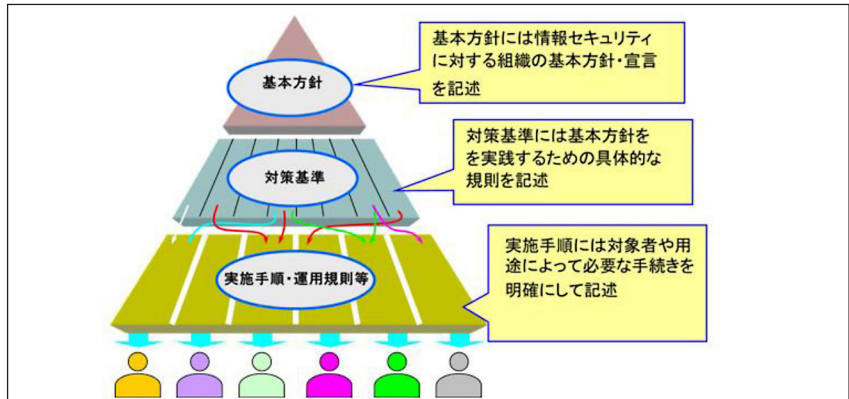 基本方針には情報セキュリティ
に対する組織の基本方針・宣言
を記述
基本方針
対策基準には基本方針を
を実践するための具体的な
規則を記述
対策基準
実施手順には対象者や用
途によって必要な手続きを
明確にして記述
実施手順・運用規則等